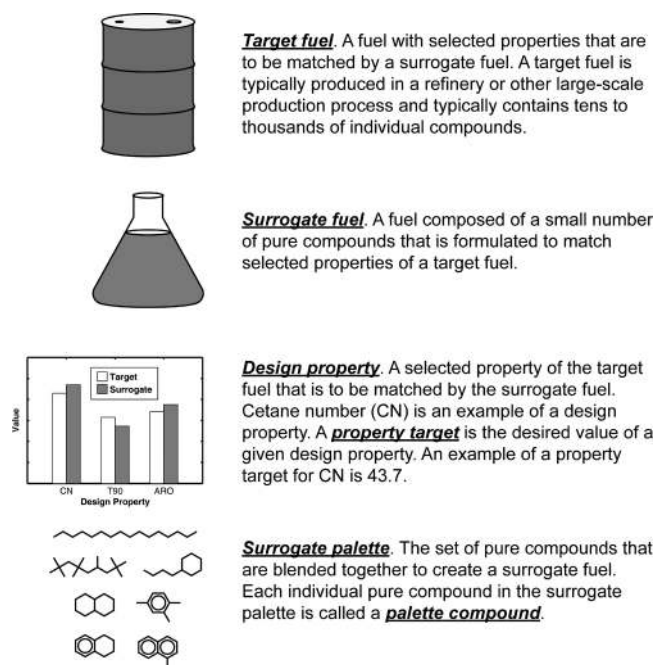 Target fuel. A fuel with selected properties that are
to be matched by a surrogate fuel. A target fuel is
typically produced in a refinery or other large-scale
production process and typically contains tens to
thousands of individual compounds.
Surrogate fuel. A fuel composed of a small number
of pure compounds that is formulated to match
selected properties of a target fuel.
Target
Surrogate
Value
CN T90 ARO
Design Property
Design property. A selected property of the target
fuel that is to be matched by the surrogate fuel.
Cetane number (CN) is an example of a design
property. A property target is the desired value of a
given design property. An example of a property
target for CN is 43.7.
Surrogate palette. The set of pure compounds that
are blended together to create a surrogate fuel.
Each individual pure compound in the surrogate
palette is called a palette compound.